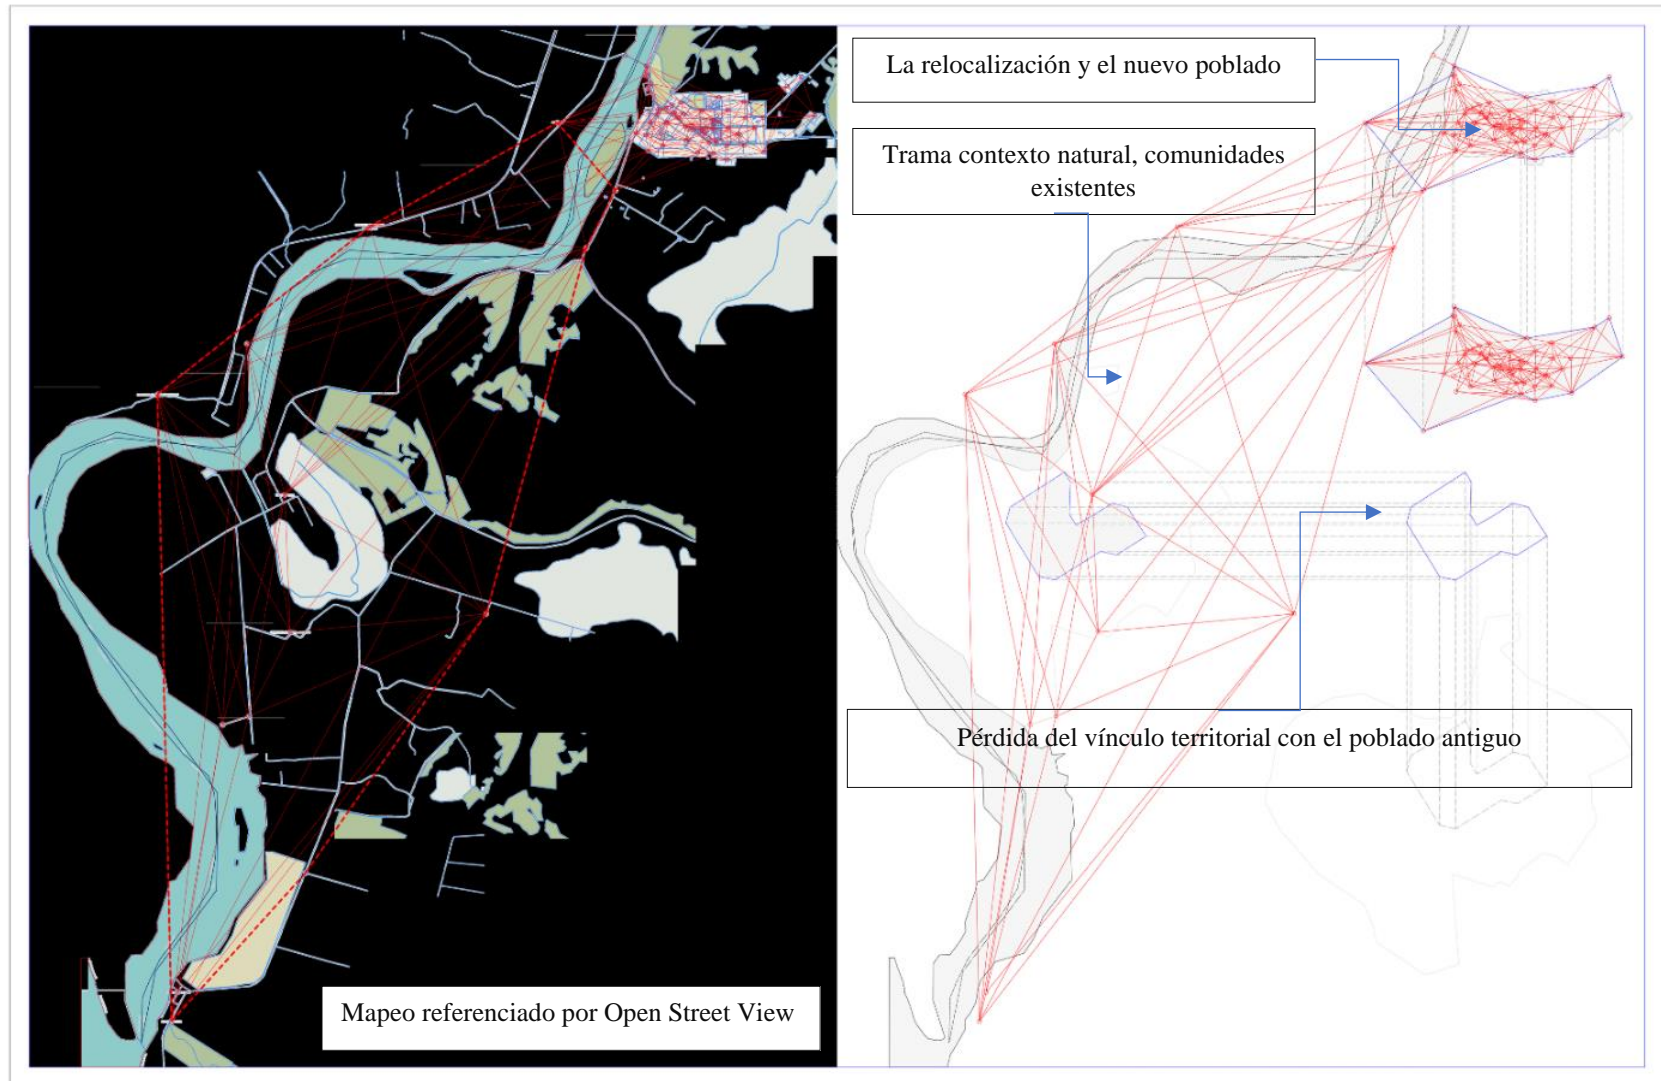 La relocalización y el nuevo poblado
Trama contexto natural, comunidades
existentes
Pérdida del vínculo territorial con el poblado antiguo
Mapeo referenciado por Open Street View